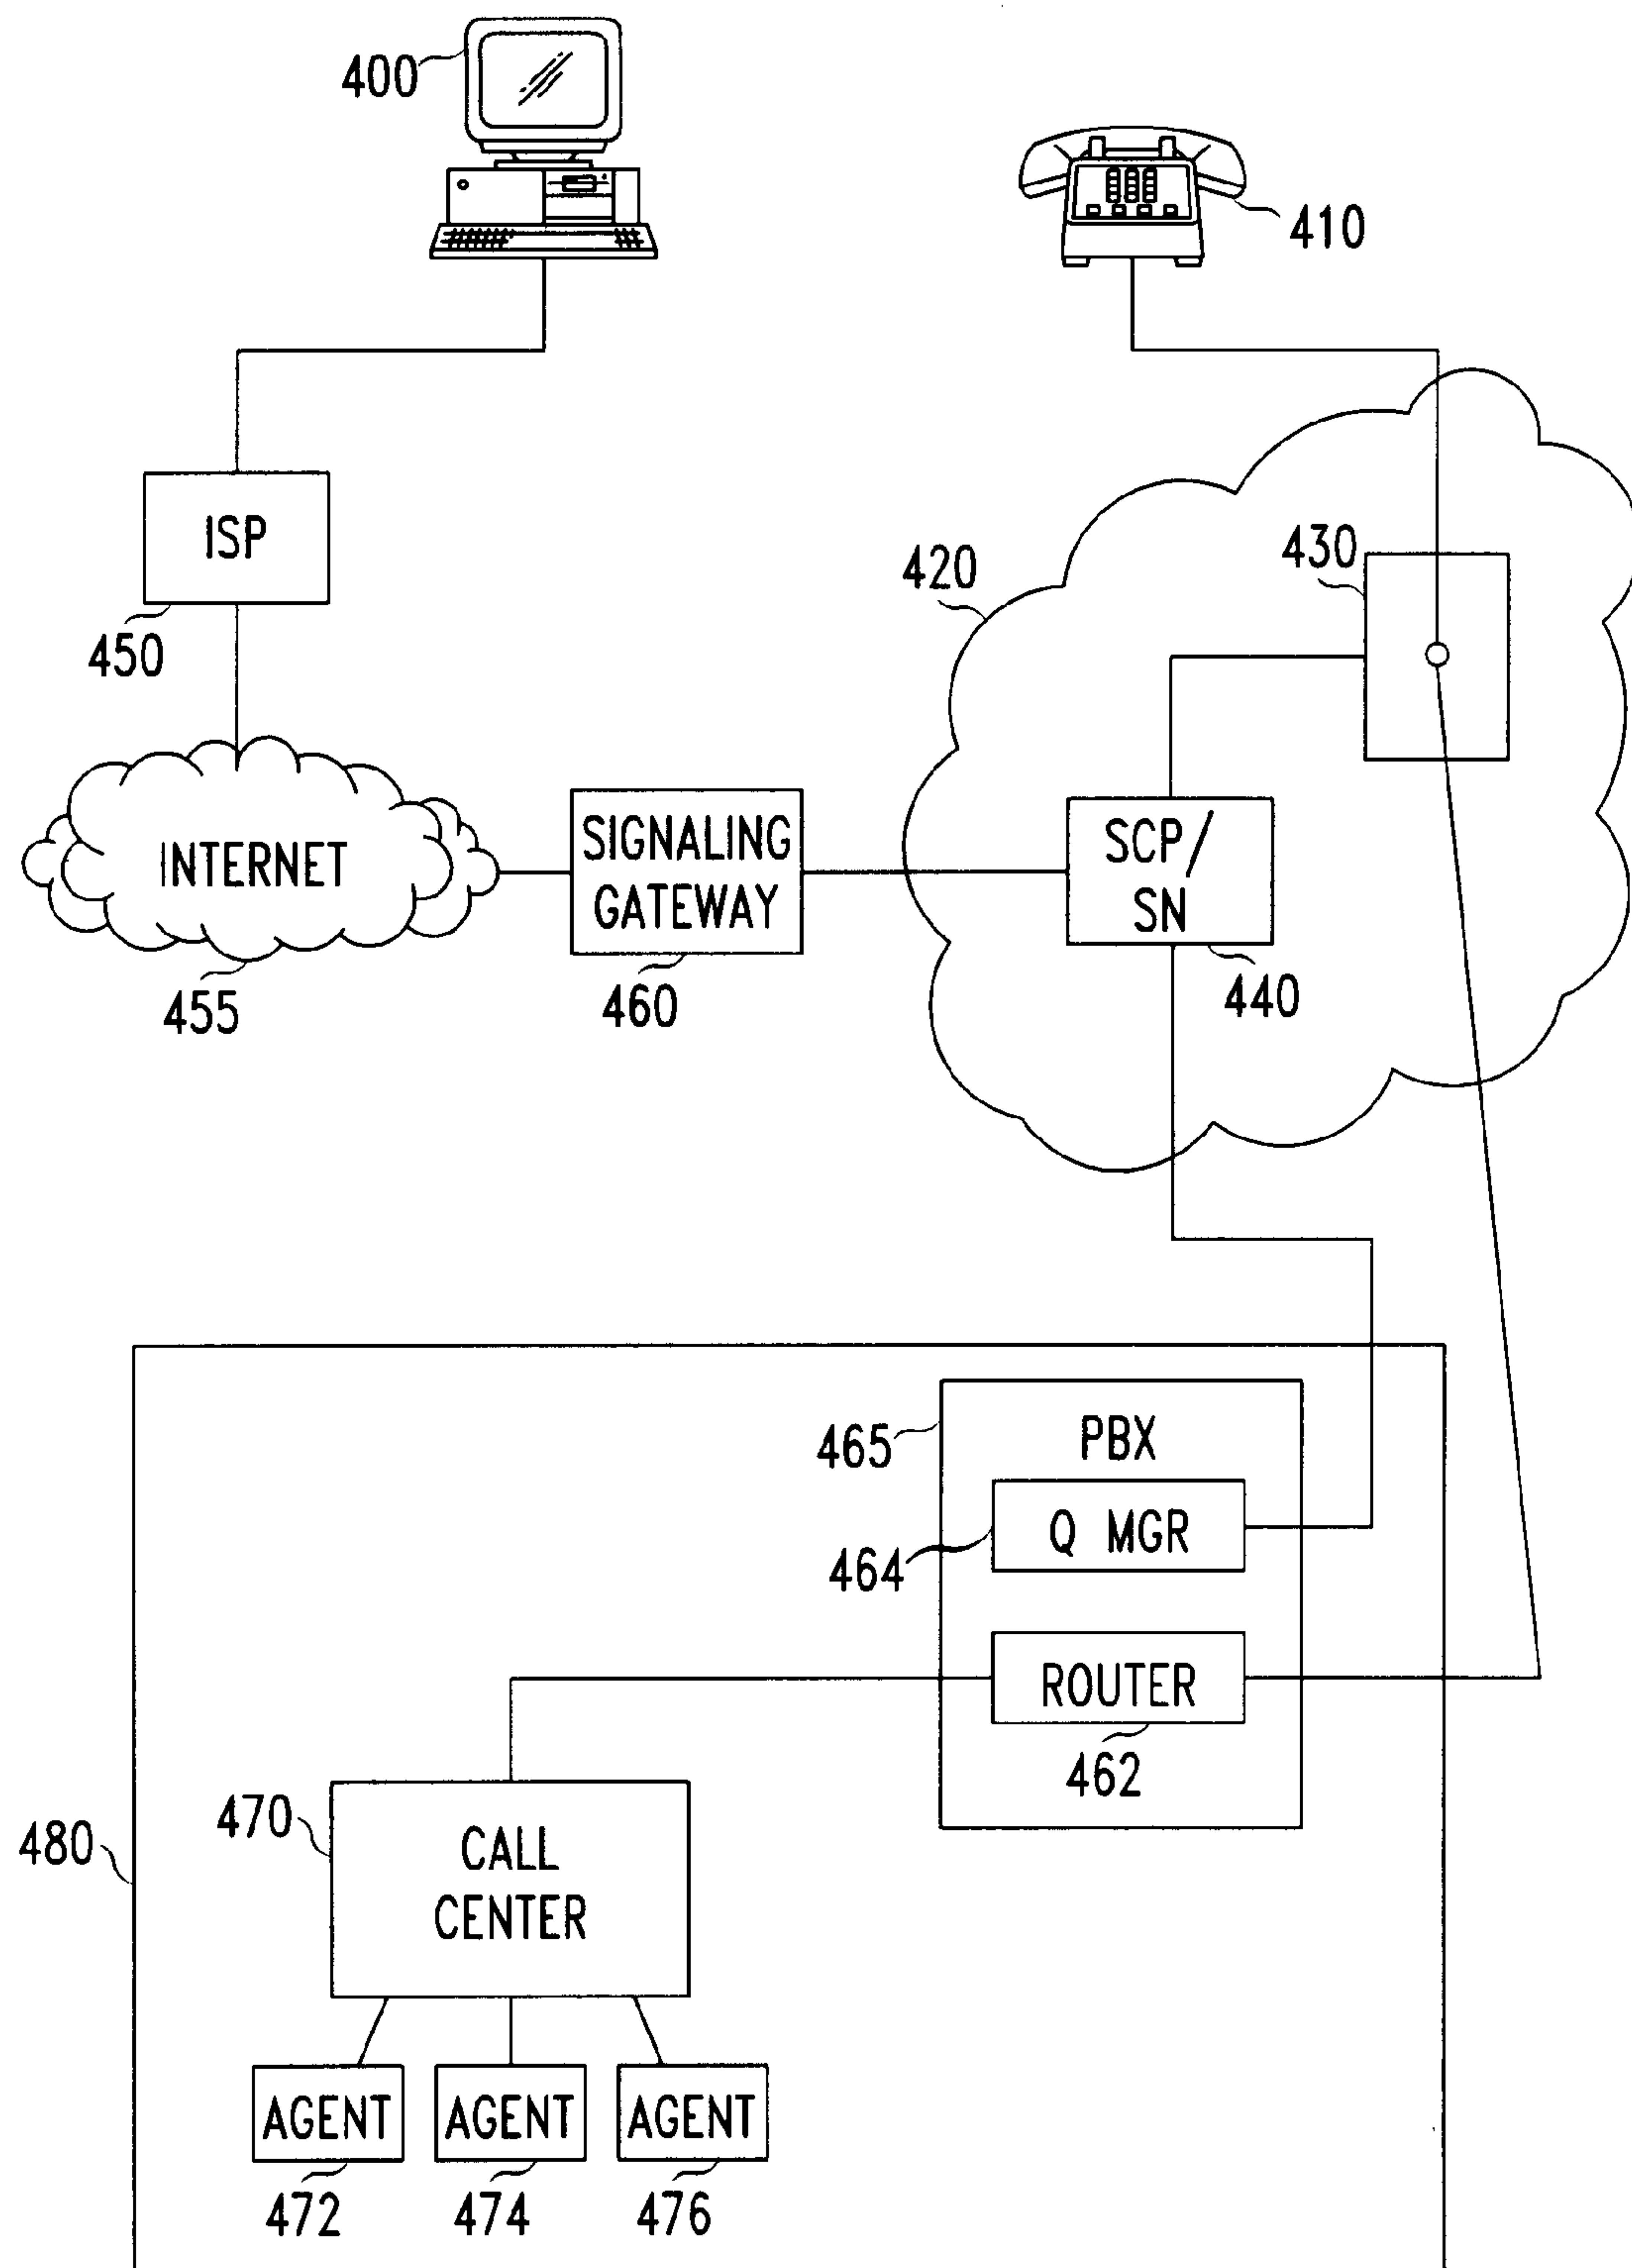 400
410
ISP
450
420
430
INTERNET
455
SIGNALING
GATEWAY
460
SCP/
SN
440
465
PBX
464
Q MGR
ROUTER
462
480
470
CALL
CENTER
AGENT
AGENT
AGENT
472
474
476